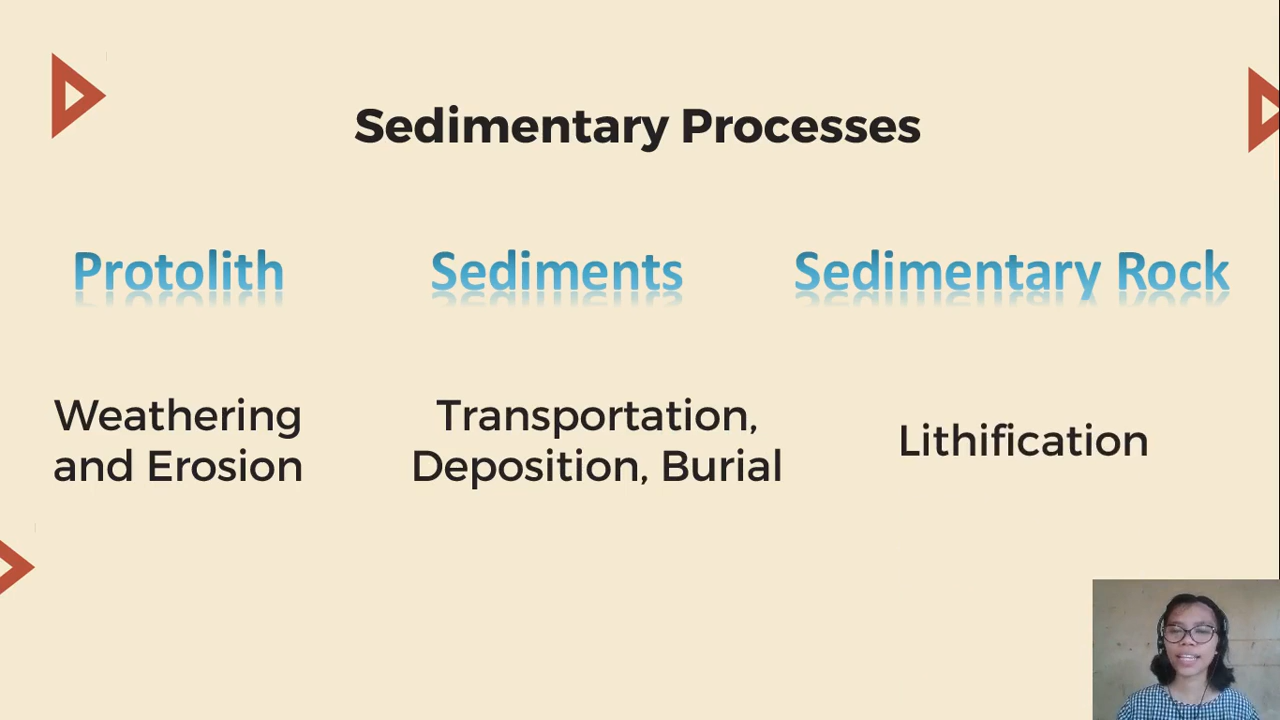 Sedimentary Processes
Protolith
Sediments
Sedimentary Rock
Weathering
and Erosion
Transportation,
Deposition, Burial
Lithification